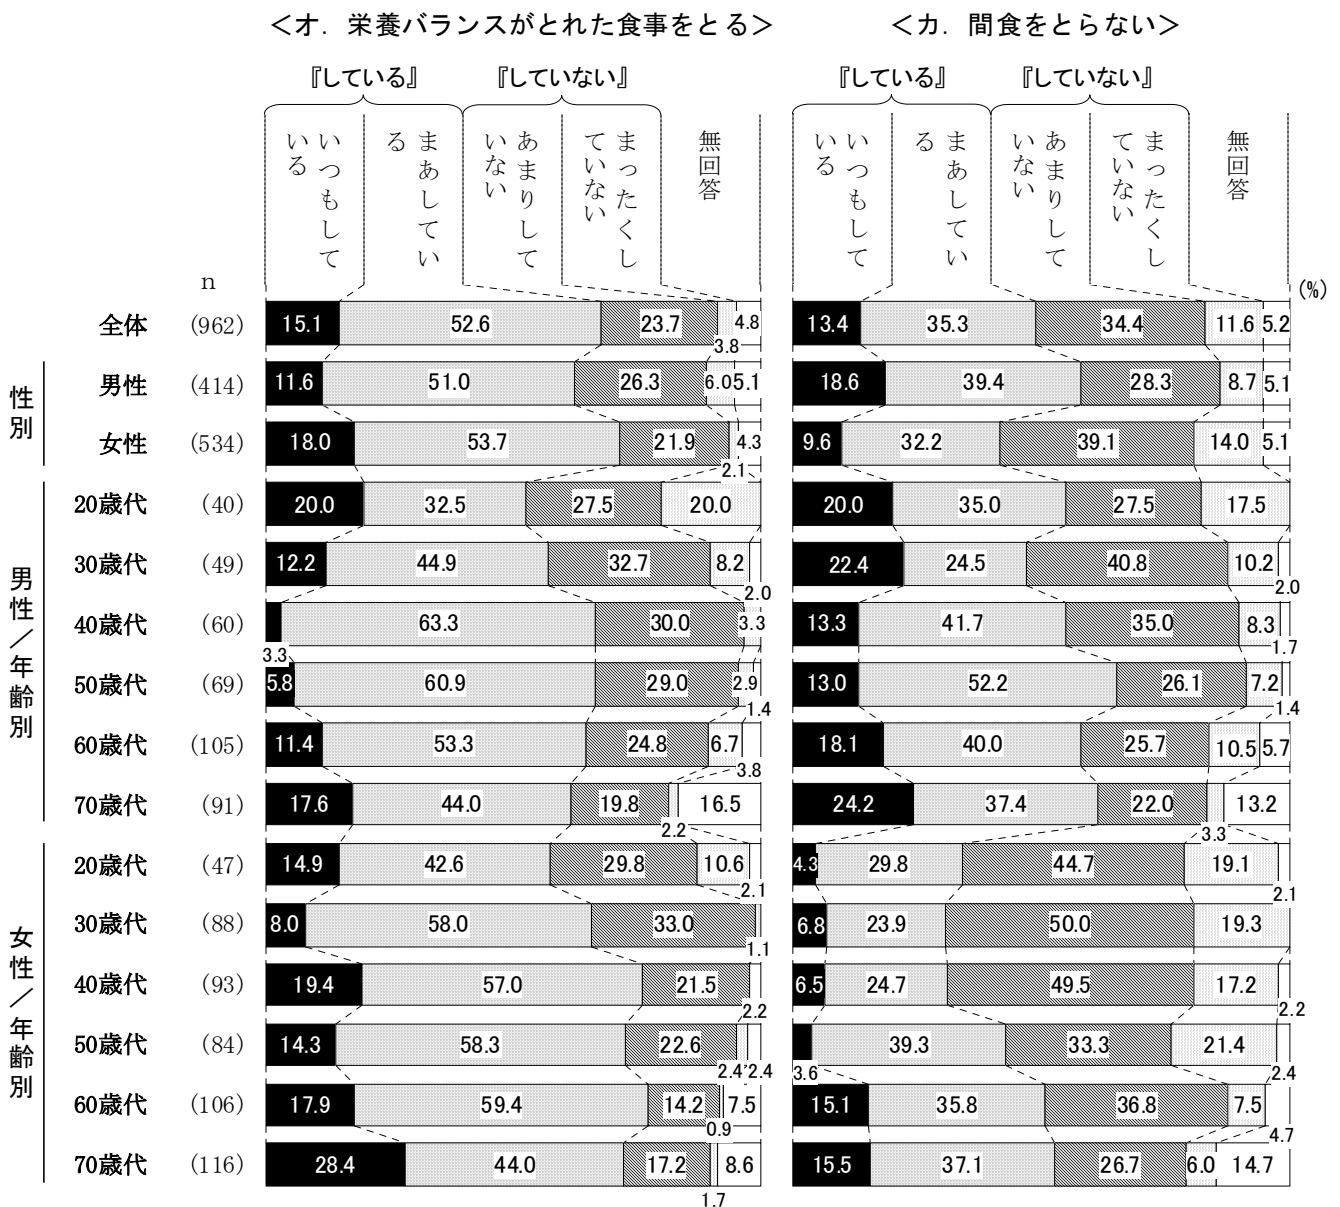 ＜オ．栄養バランスがとれた食事をとる＞ ＜カ．間食をとらない＞
『している』 『していない』 『している』 『していない』
いつもしている まあしている あまりしていない まったくしていない 無回答 いつもしている まあしている あまりしていない まったくしていない 無回答
n (%)
全体 (962) 15.1 52.6 23.7 3.8 4.8 13.4 35.3 34.4 11.6 5.2
性別
男性 (414) 11.6 51.0 26.3 6.0 5.1 18.6 39.4 28.3 8.7 5.1
女性 (534) 18.0 53.7 21.9 2.1 4.3 9.6 32.2 39.1 14.0 5.1
男性／年齢別
20歳代 (40) 20.0 32.5 27.5 20.0 20.0 35.0 27.5 17.5
30歳代 (49) 12.2 44.9 32.7 8.2 2.0 22.4 24.5 40.8 10.2 2.0
40歳代 (60) 3.3 63.3 30.0 3.3 13.3 41.7 35.0 8.3 1.7
50歳代 (69) 5.8 60.9 29.0 2.9 1.4 13.0 52.2 26.1 7.2 1.4
60歳代 (105) 11.4 53.3 24.8 6.7 3.8 18.1 40.0 25.7 10.5 5.7
70歳代 (91) 17.6 44.0 19.8 2.2 16.5 24.2 37.4 22.0 3.3 13.2
女性／年齢別
20歳代 (47) 14.9 42.6 29.8 10.6 2.1 4.3 29.8 44.7 19.1 2.1
30歳代 (88) 8.0 58.0 33.0 1.1 6.8 23.9 50.0 19.3
40歳代 (93) 19.4 57.0 21.5 2.2 6.5 24.7 49.5 17.2 2.2
50歳代 (84) 14.3 58.3 22.6 2.4 2.4 3.6 39.3 33.3 21.4 2.4
60歳代 (106) 17.9 59.4 14.2 0.9 7.5 15.1 35.8 36.8 7.5 4.7
70歳代 (116) 28.4 44.0 17.2 1.7 8.6 15.5 37.1 26.7 6.0 14.7